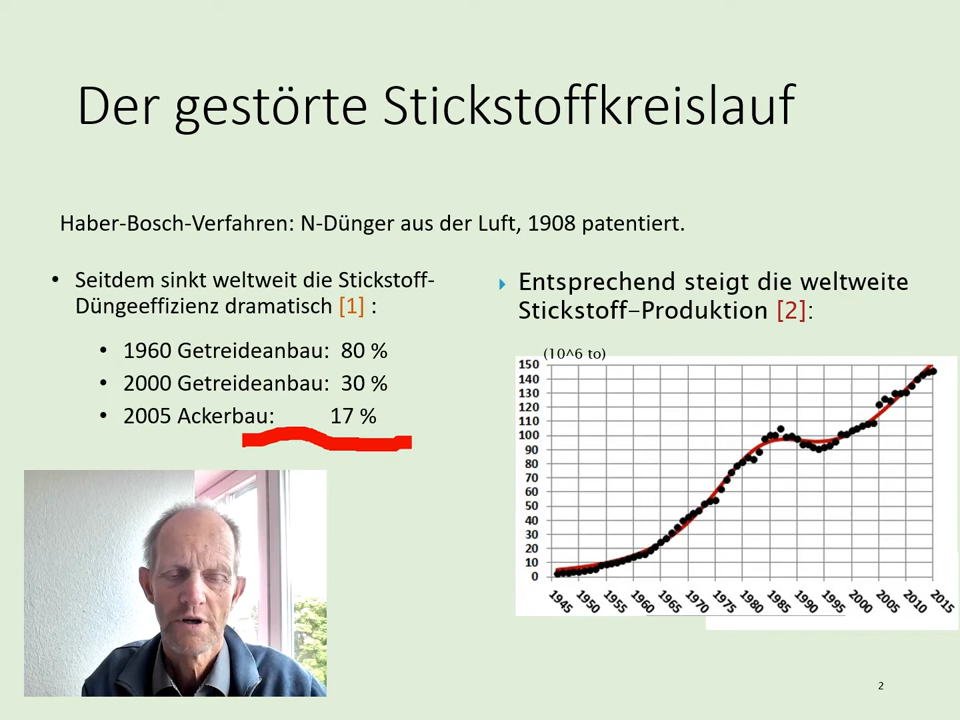 Der gestörte Stickstoffkreislauf
Haber-Bosch-Verfahren: N-Dünger aus der Luft, 1908 patentiert.
• Seitdem sinkt weltweit die Stickstoff-
Düngeeffizienz dramatisch [1] :
• 1960 Getreideanbau: 80 %
• 2000 Getreideanbau: 30 %
• 2005 Ackerbau: 17 %
Entsprechend steigt die weltweite
Stickstoff-Produktion [2]:
(10^6 to)
150
140
130
120
110
100
90
80
70
60
50
40
30
20
10
0
1945 1950 1955 1960 1965 1970 1975 1980 1985 1990 1995 2000 2005 2010 2015
2